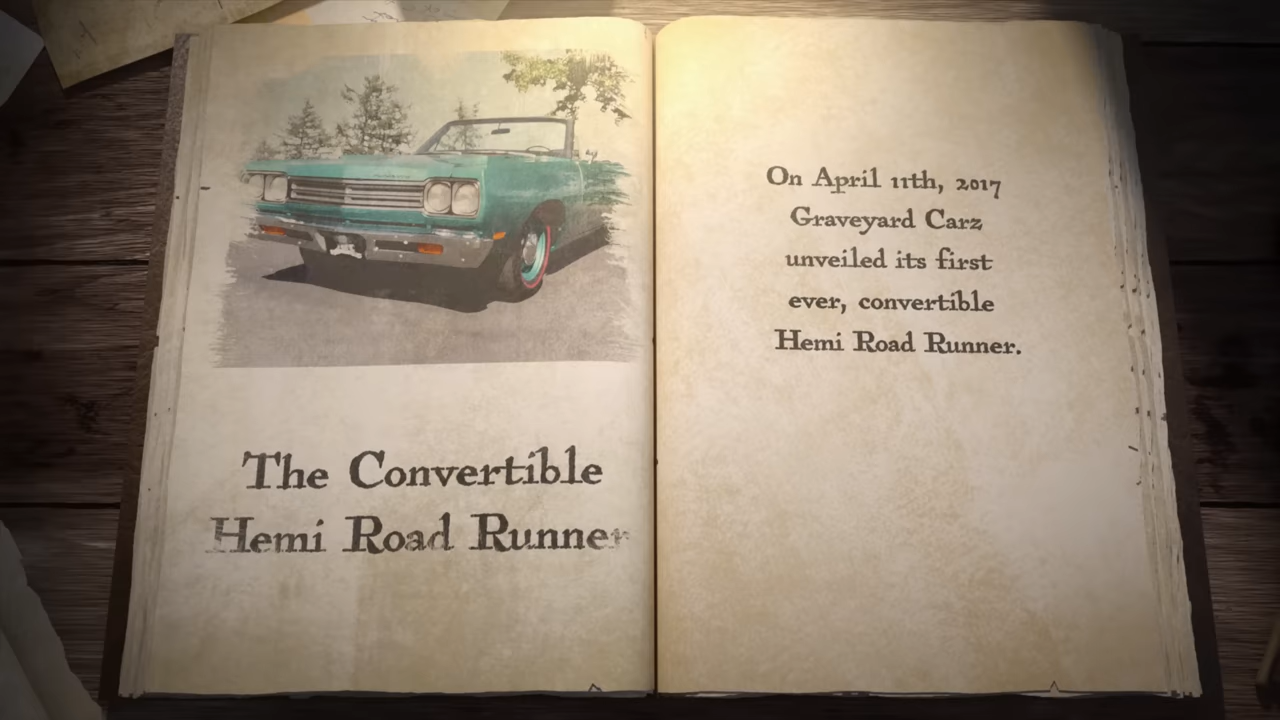 The Convertible
Hemi Road Runner
On April 11th, 2017
Graveyard Carz
unveiled its first
ever, convertible
Hemi Road Runner.